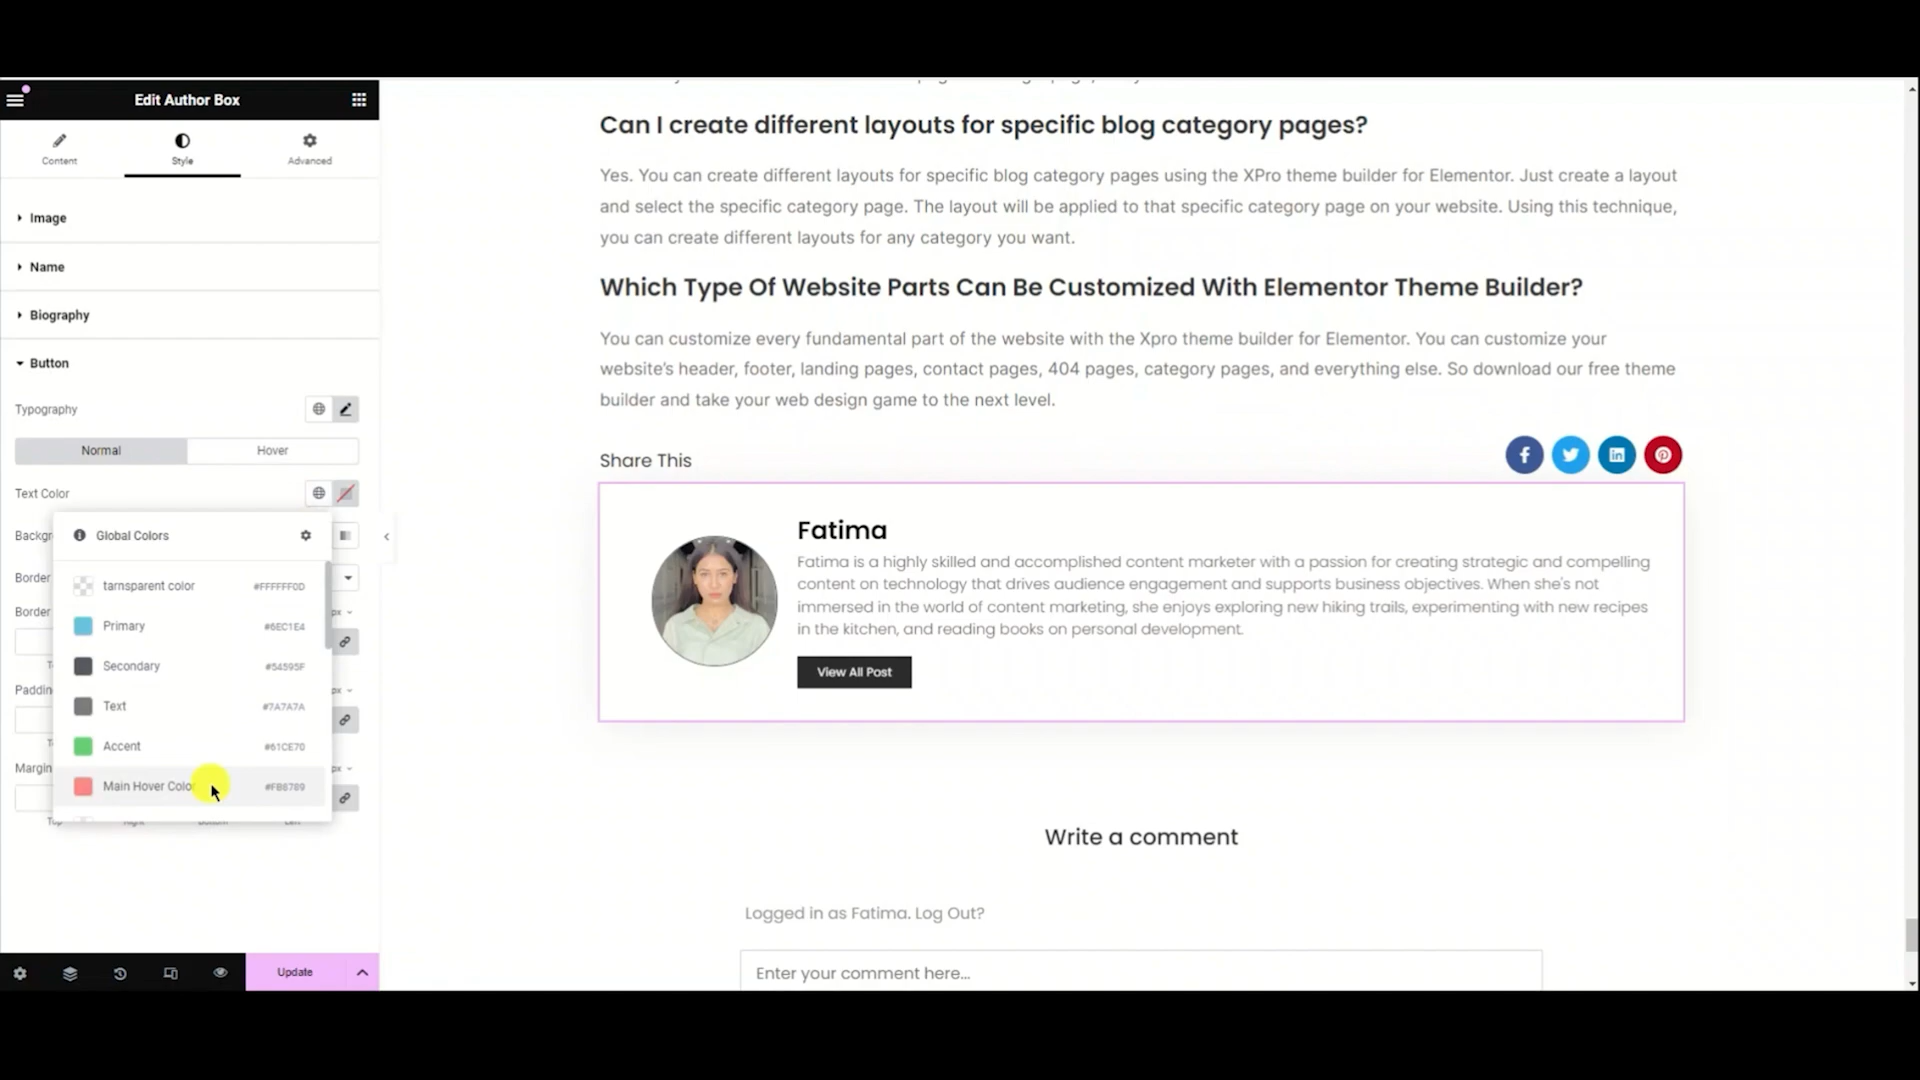 Edit Author Box
Content
Style
Advanced
Image
Name
Biography
Button
Typography
Normal
Hover
Text Color
Backgr
Global Colors
Border
tarnsparent color
#FFFFFF0D
Border
px
Primary
#6EC1E4
Secondary
#54595F
Paddin
px
Text
#7A7A7A
Accent
#61CE70
Margin
px
Main Hover Colo
#FB8789
Top
Right
Bottom
Left
Update
Can I create different layouts for specific blog category pages?
Yes. You can create different layouts for specific blog category pages using the XPro theme builder for Elementor. Just create a layout
and select the specific category page. The layout will be applied to that specific category page on your website. Using this technique,
you can create different layouts for any category you want.
Which Type Of Website Parts Can Be Customized With Elementor Theme Builder?
You can customize every fundamental part of the website with the Xpro theme builder for Elementor. You can customize your
website's header, footer, landing pages, contact pages, 404 pages, category pages, and everything else. So download our free theme
builder and take your web design game to the next level.
Share This
Fatima
Fatima is a highly skilled and accomplished content marketer with a passion for creating strategic and compelling
content on technology that drives audience engagement and supports business objectives. When she's not
immersed in the world of content marketing, she enjoys exploring new hiking trails, experimenting with new recipes
in the kitchen, and reading books on personal development.
View All Post
Write a comment
Logged in as Fatima. Log Out?
Enter your comment here...